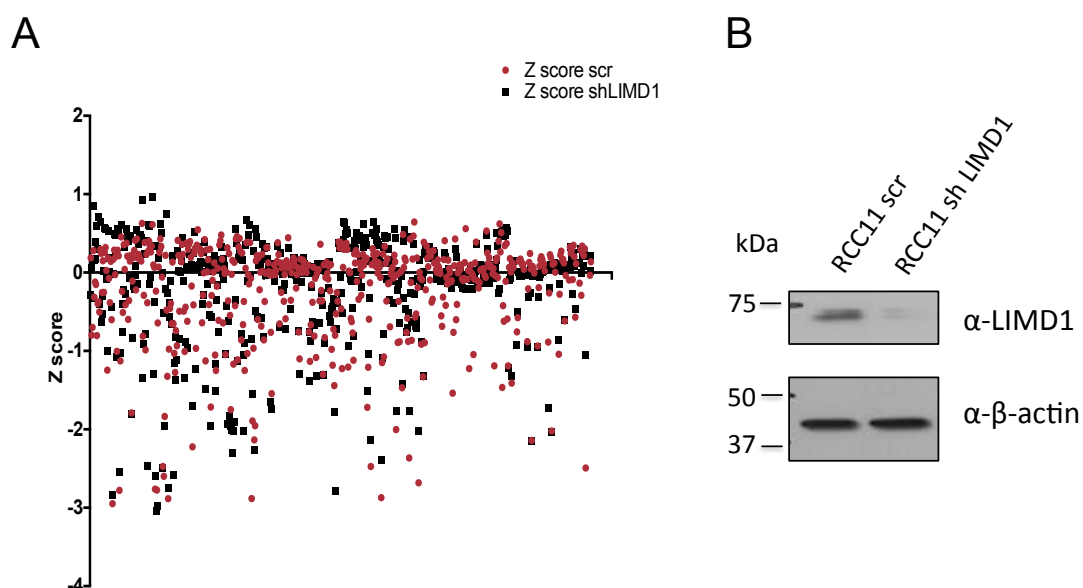 A
Z score scr
Z score shLIMD1
2
1
0
-1
-2
-3
-4
Z score
B
kDa
RCC11 scr
RCC11 sh LIMD1
75
α-LIMD1
50
37
α-β-actin